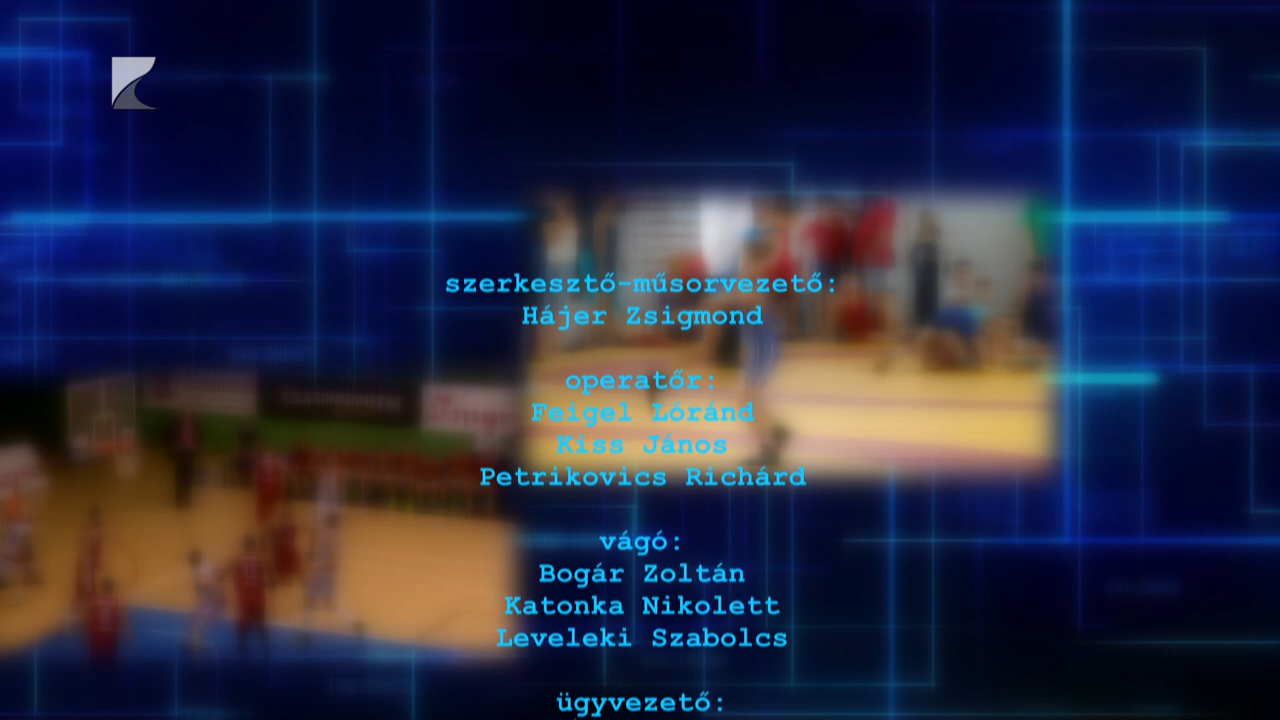 szerkesztő-műsorvezető:
Hájer Zsigmond
operatőr:
Feigel Lóránd
Kiss János
Petrikovics Richárd
vágó:
Bogár Zoltán
Katonka Nikolett
Leveleki Szabolcs
ügyvezető: